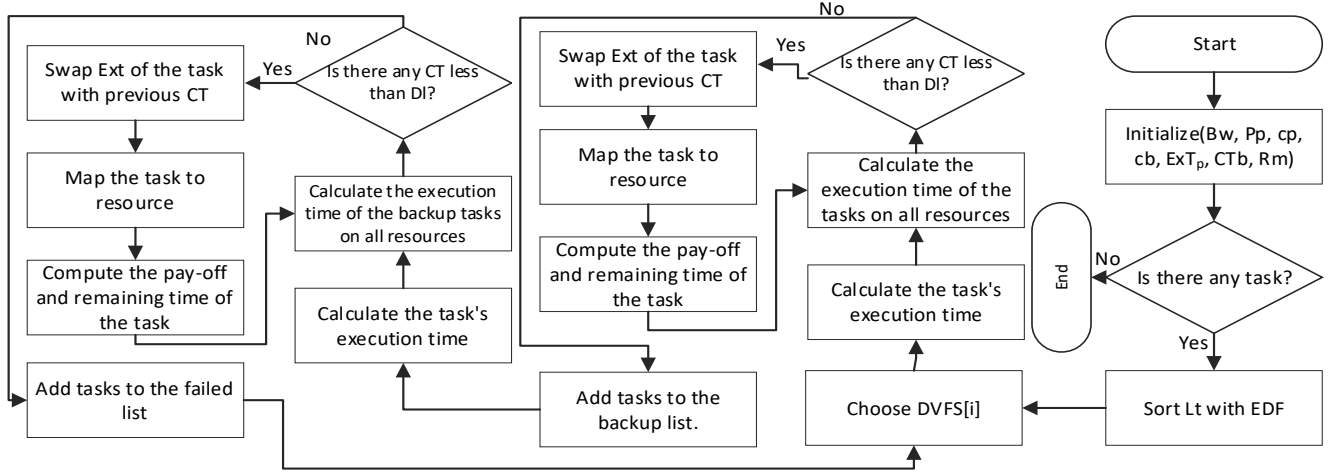 Start
Initialize(Bw, Pp, cp,
cb, ExTp, CTb, Rm)
Is there any task?
No
End
Yes
Sort Lt with EDF
Choose DVFS[i]
Calculate the task's
execution time
Calculate the
execution time of the
tasks on all resources
Is there any CT less
than Dl?
Yes
No
Swap Ext of the task
with previous CT
Map the task to
resource
Compute the pay-off
and remaining time of
the task
Add tasks to the
backup list.
Calculate the task's
execution time
Calculate the execution
time of the backup tasks
on all resources
Is there any CT less
than Dl?
Yes
No
Swap Ext of the task
with previous CT
Map the task to
resource
Compute the pay-off
and remaining time of
the task
Add tasks to the failed
list